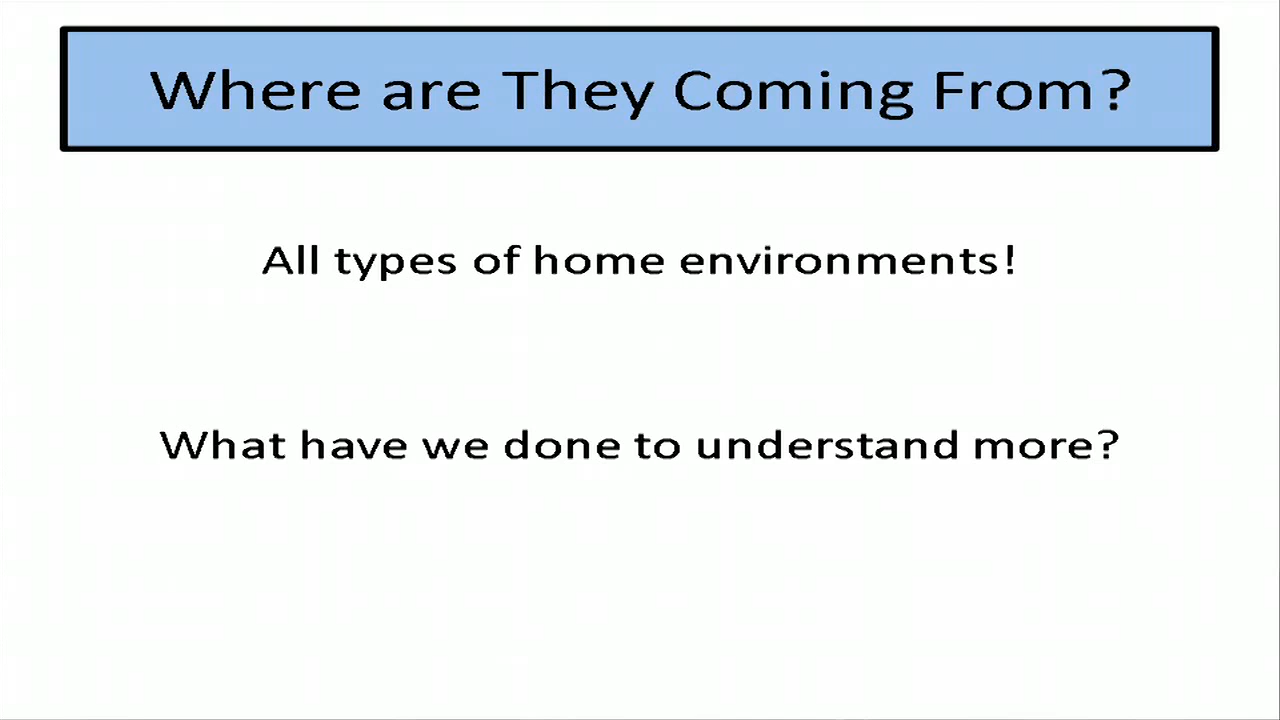 Where are They Coming From?
All types of home environments!
What have we done to understand more?